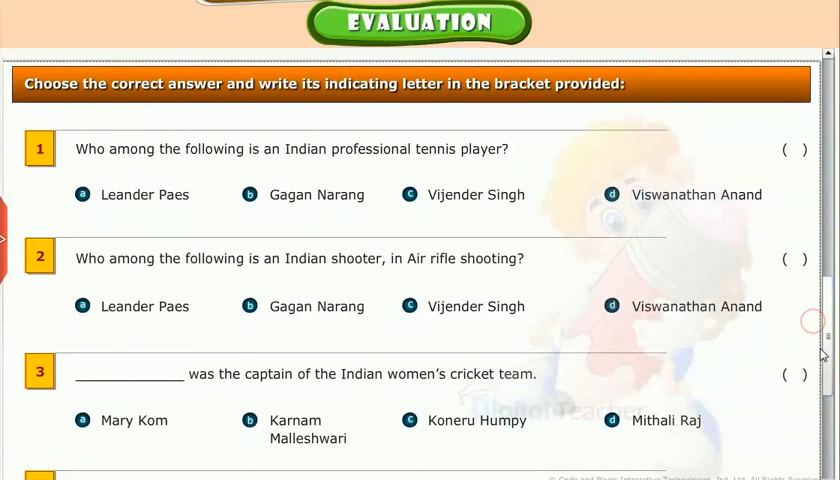 EVALUATION
Choose the correct answer and write its indicating letter in the bracket provided:
1 Who among the following is an Indian professional tennis player? ( )
a Leander Paes b Gagan Narang c Vijender Singh d Viswanathan Anand
2 Who among the following is an Indian shooter, in Air rifle shooting? ( )
a Leander Paes b Gagan Narang c Vijender Singh d Viswanathan Anand
3 _____________ was the captain of the Indian women's cricket team. ( )
a Mary Kom b Karnam c Koneru Humpy d Mithali Raj
Malleshwari
Digital Teacher